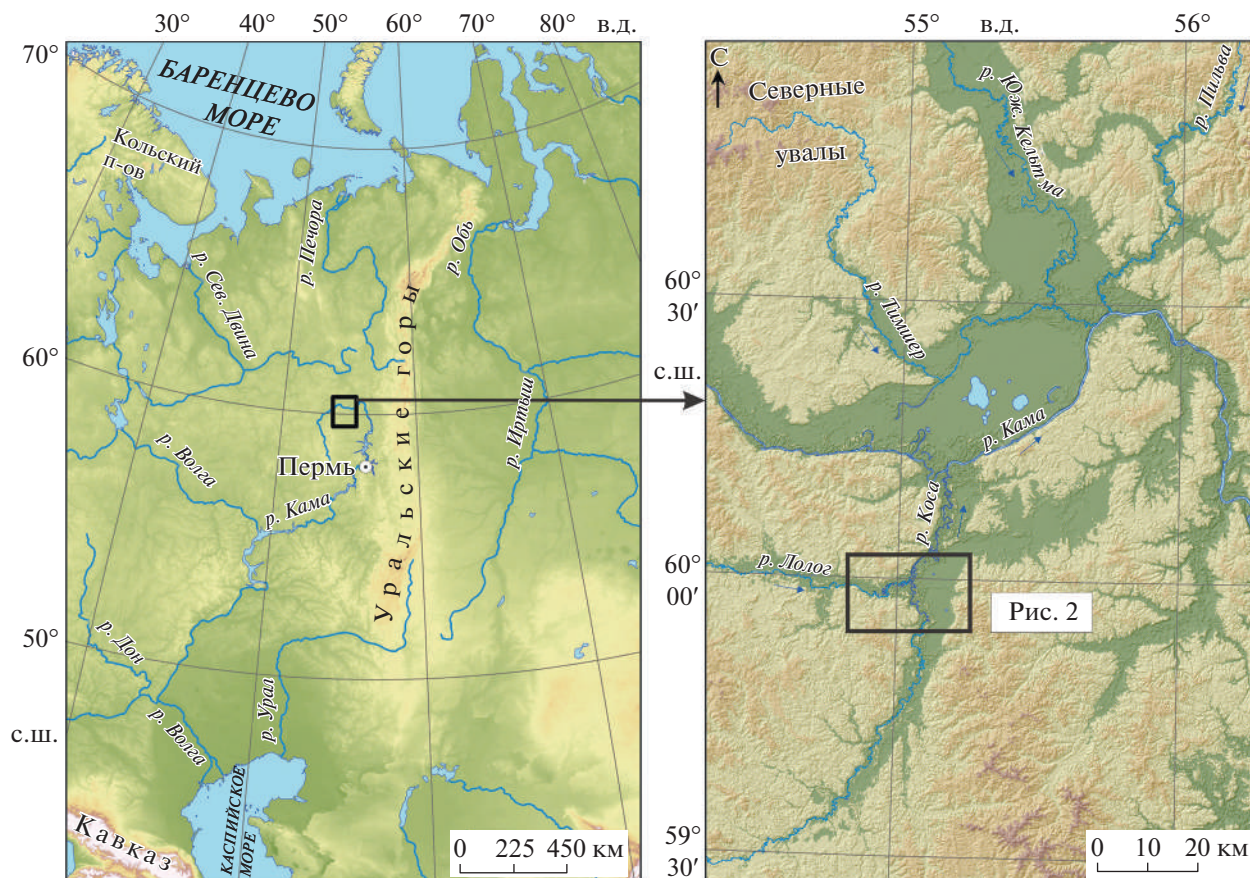 30° 40° 50° 60° 70° 80° в.д.
70°
БАРЕНЦЕВО
МОРЕ
Кольский
п-ов
р. Печора
р. Обь
р. Сев. Двина
60°
Уральские горы
р. Иртыш
р. Волга
Пермь
р. Кама
50°
р. Дон
р. Волга
р. Урал
с.ш.
КАСПИЙСКОЕ
МОРЕ
Кавказ
0 225 450 км
55° в.д. 56°
С
Северные
увалы
р. Юж. Кельтма
р. Пильва
60°
30′
р. Тимшер
с.ш.
р. Кама
р. Коса
60°
00′
р. Лолог
Рис. 2
59°
30′
0 10 20 км